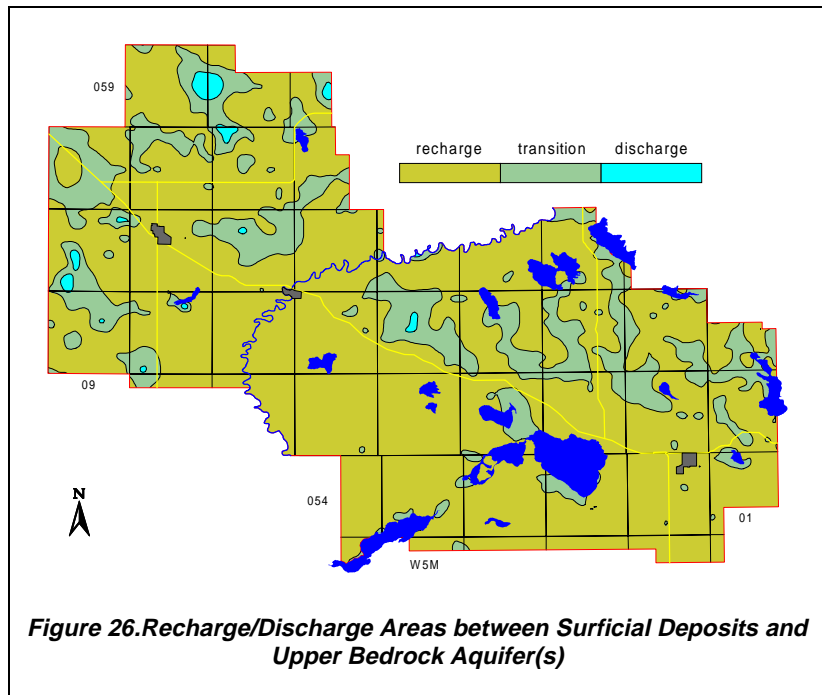 059
recharge transition discharge
09
N
054
01
W5M
Figure 26.Recharge/Discharge Areas between Surficial Deposits and
Upper Bedrock Aquifer(s)